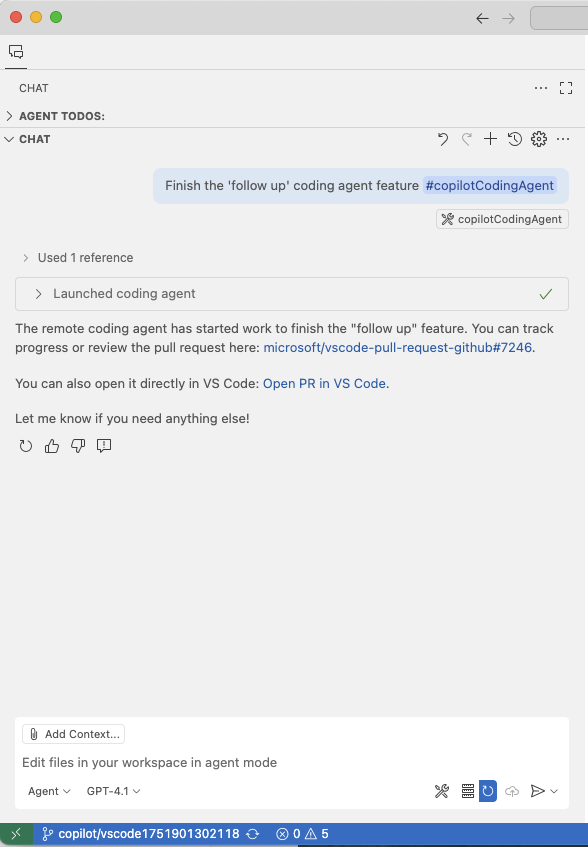 CHAT
AGENT TODOS:
CHAT
Finish the 'follow up' coding agent feature #copilotCodingAgent
copilotCodingAgent
Used 1 reference
Launched coding agent
The remote coding agent has started work to finish the "follow up" feature. You can track
progress or review the pull request here: microsoft/vscode-pull-request-github#7246.
You can also open it directly in VS Code: Open PR in VS Code.
Let me know if you need anything else!
Add Context...
Edit files in your workspace in agent mode
Agent GPT-4.1
copilot/vscode1751901302118 0 5